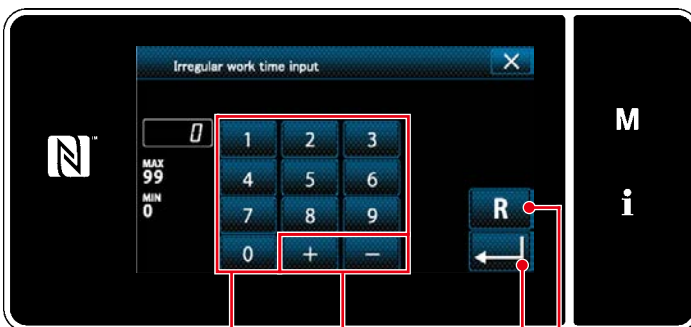 Irregular work time input
0
MAX
99
MIN
0
1 2 3
4 5 6
7 8 9
0 + −
R
N™
M
i